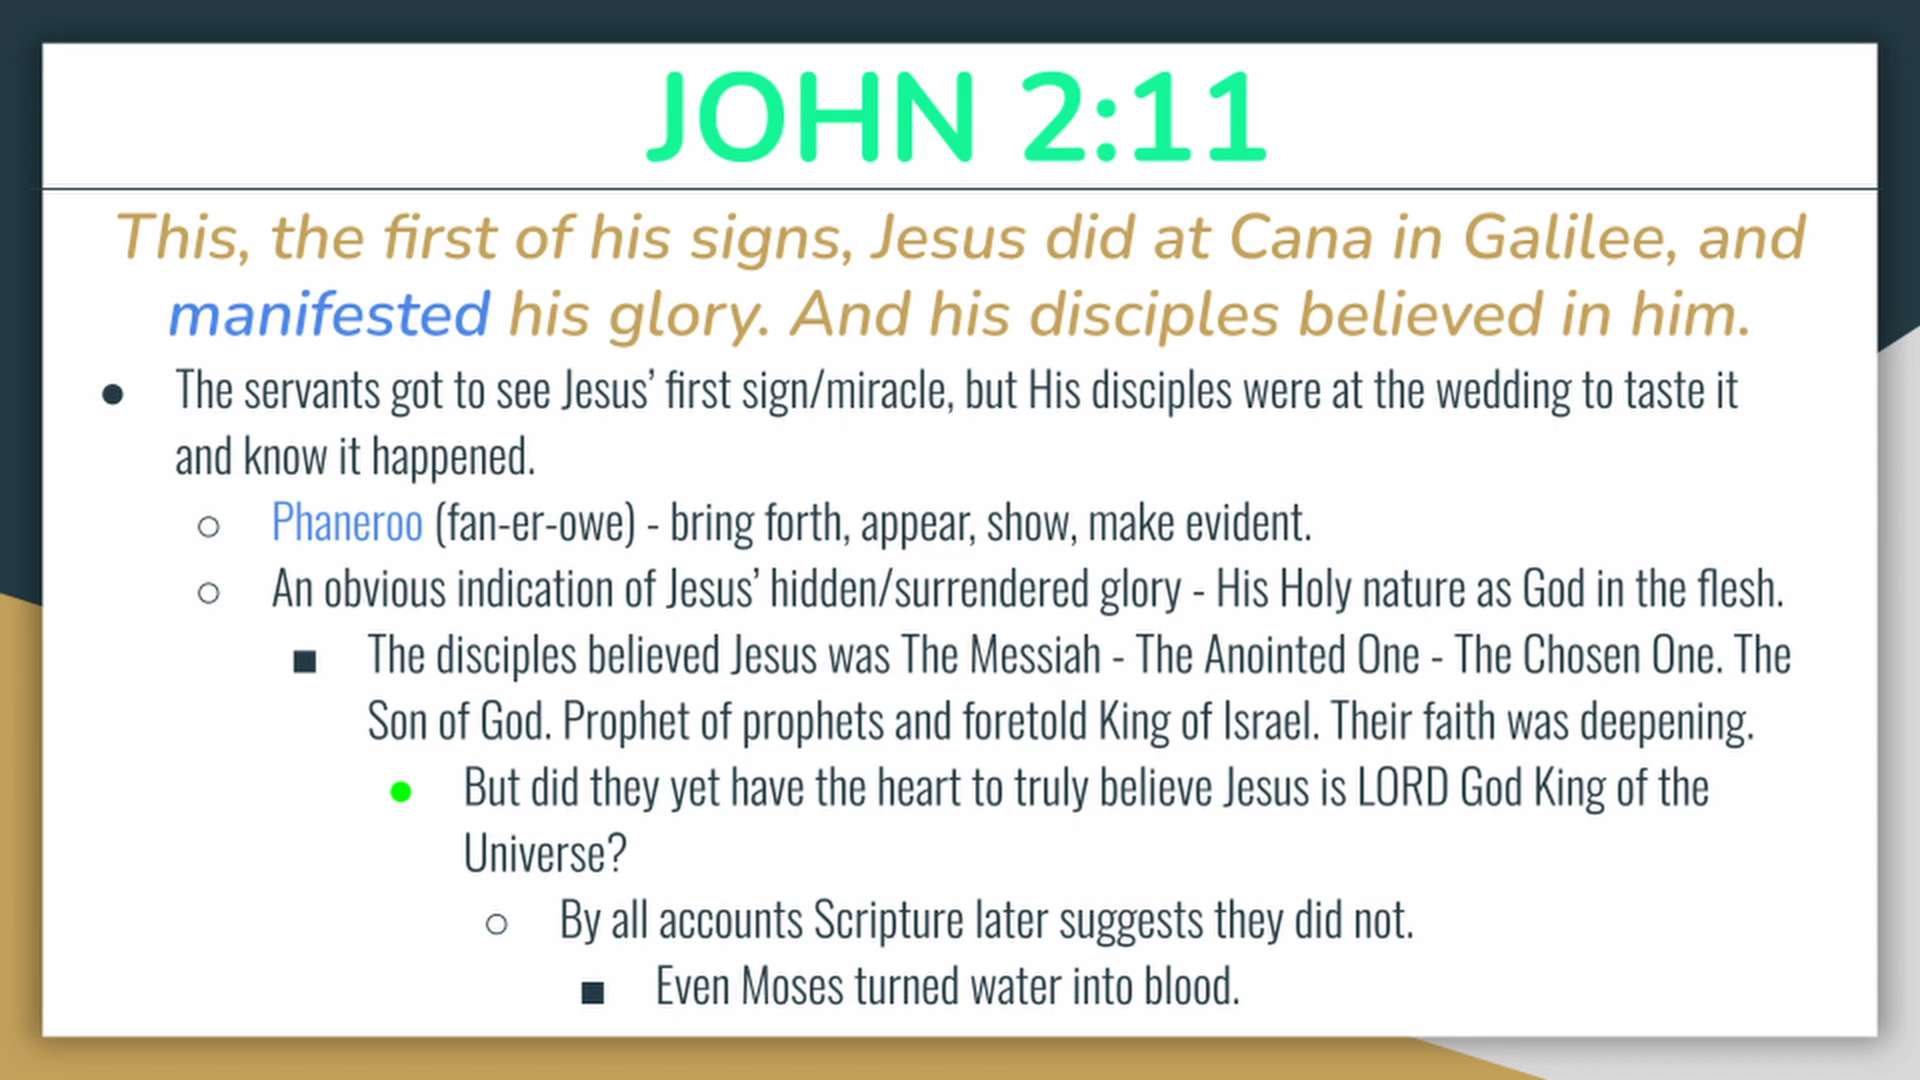 JOHN 2:11
This, the first of his signs, Jesus did at Cana in Galilee, and
manifested his glory. And his disciples believed in him.
● The servants got to see Jesus’ first sign/miracle, but His disciples were at the wedding to taste it
and know it happened.
○ Phaneroo (fan-er-owe) - bring forth, appear, show, make evident.
○ An obvious indication of Jesus’ hidden/surrendered glory - His Holy nature as God in the flesh.
■ The disciples believed Jesus was The Messiah - The Anointed One - The Chosen One. The
Son of God. Prophet of prophets and foretold King of Israel. Their faith was deepening.
● But did they yet have the heart to truly believe Jesus is LORD God King of the
Universe?
○ By all accounts Scripture later suggests they did not.
■ Even Moses turned water into blood.